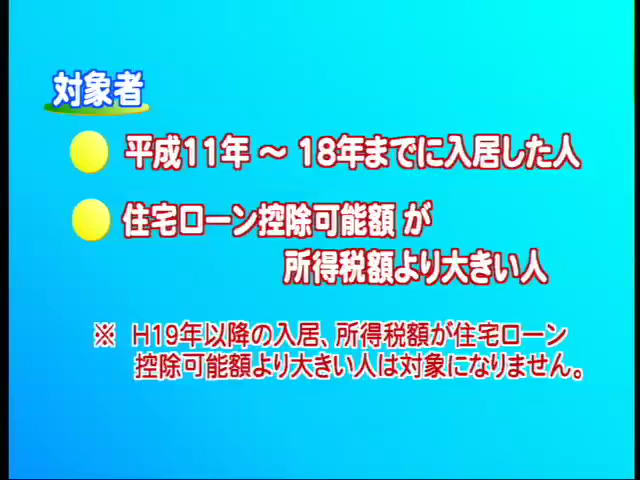 対象者
平成11年 ～ 18年までに入居した人
住宅ローン控除可能額 が
所得税額より大きい人
※ H19年以降の入居、所得税額が住宅ローン
控除可能額より大きい人は対象になりません。